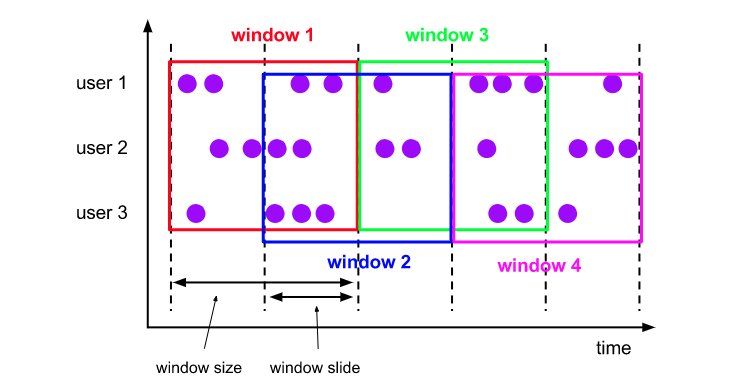 window 1
window 3
user 1
user 2
user 3
window 2
window 4
time
window size
window slide